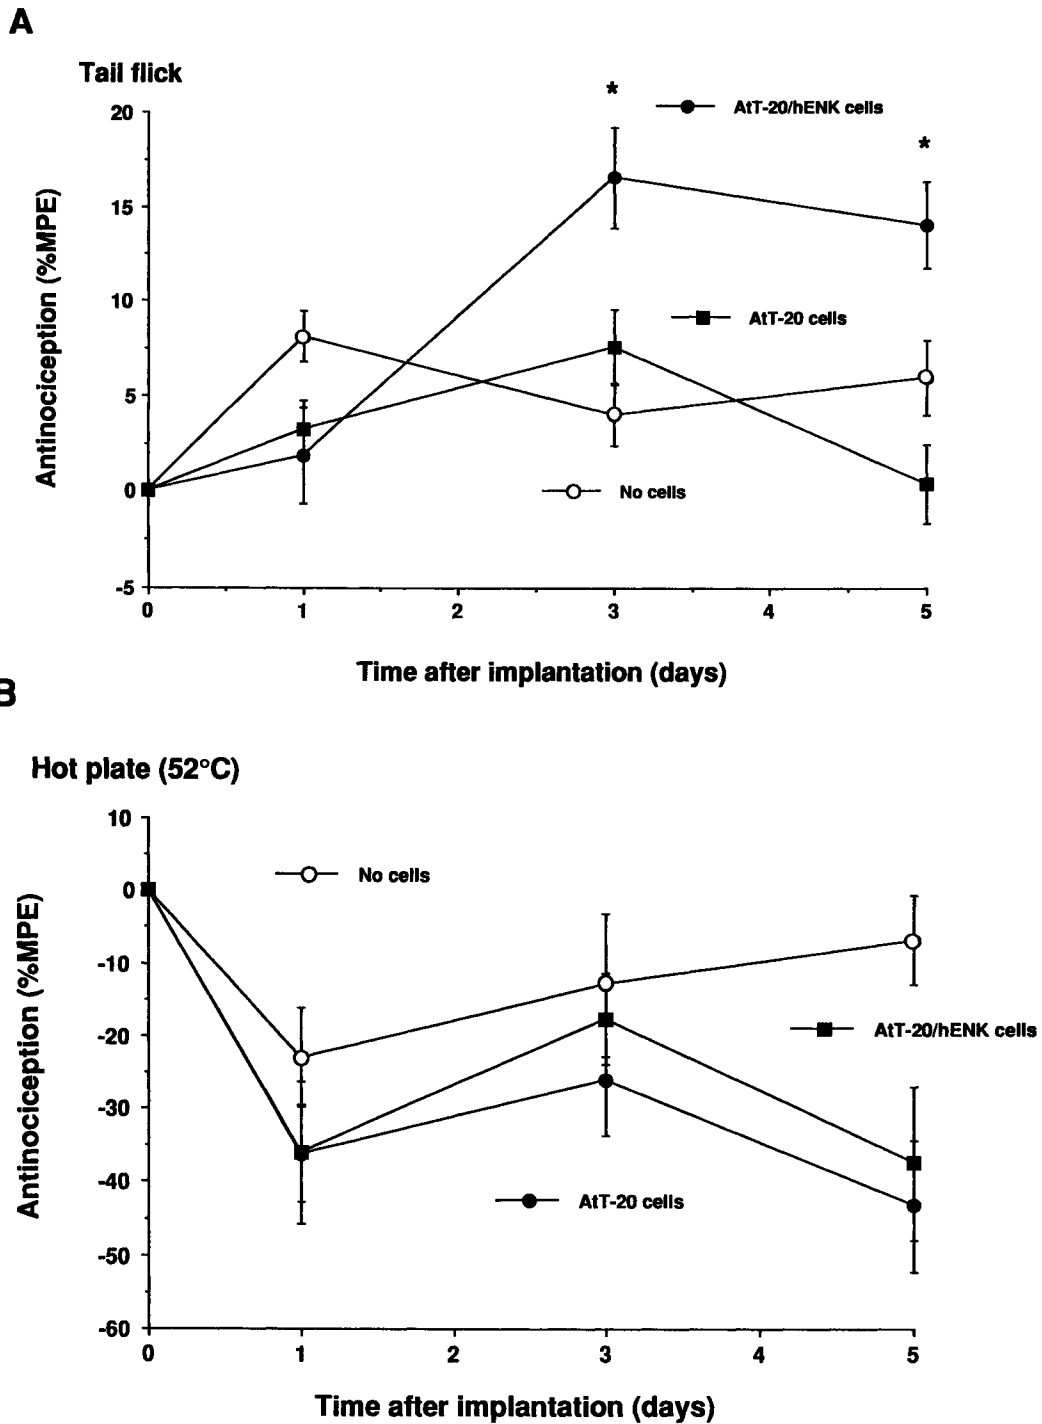 A
Tail flick
*
AtT-20/hENK cells
*
20
15
10
5
0
-5
Antinociception (%MPE)
AtT-20 cells
No cells
0 1 2 3 4 5
Time after implantation (days)
B
Hot plate (52°C)
10
0
-10
-20
-30
-40
-50
-60
Antinociception (%MPE)
No cells
AtT-20/hENK cells
AtT-20 cells
0 1 2 3 4 5
Time after implantation (days)